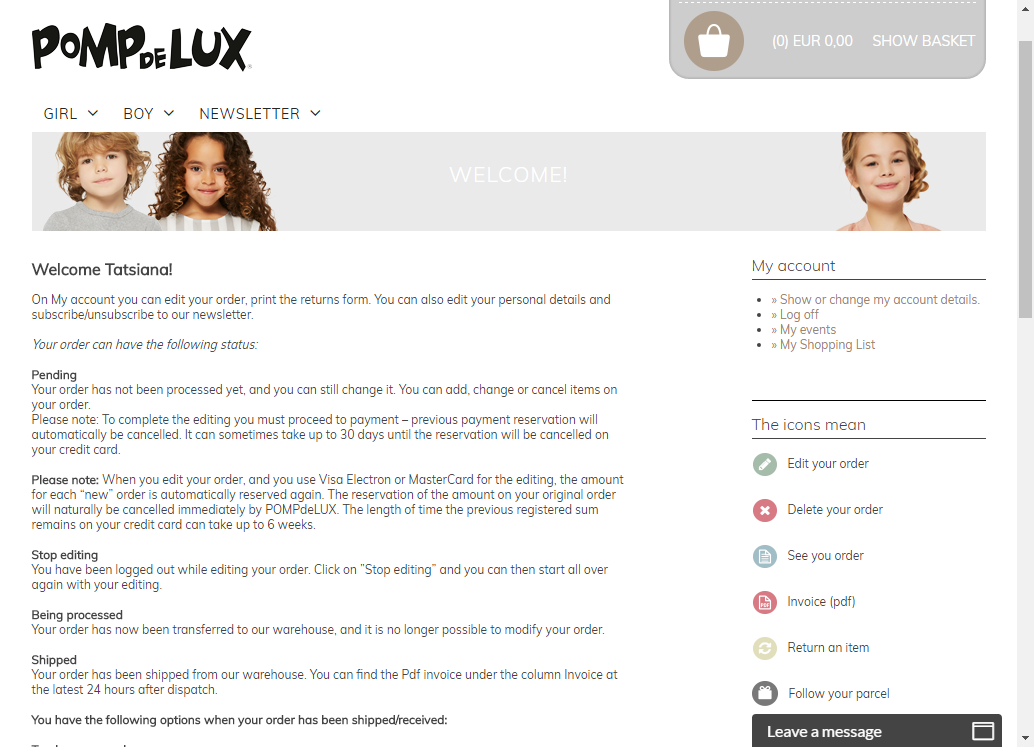 POMPDELUX
(0) EUR 0,00 SHOW BASKET
GIRL BOY NEWSLETTER
WELCOME!
Welcome Tatsiana!
On My account you can edit your order, print the returns form. You can also edit your personal details and
subscribe/unsubscribe to our newsletter.
Your order can have the following status:
Pending
Your order has not been processed yet, and you can still change it. You can add, change or cancel items on
your order.
Please note: To complete the editing you must proceed to payment – previous payment reservation will
automatically be cancelled. It can sometimes take up to 30 days until the reservation will be cancelled on
your credit card.
Please note: When you edit your order, and you use Visa Electron or MasterCard for the editing, the amount
for each “new” order is automatically reserved again. The reservation of the amount on your original order
will naturally be cancelled immediately by POMPdeLUX. The length of time the previous registered sum
remains on your credit card can take up to 6 weeks.
Stop editing
You have been logged out while editing your order. Click on ”Stop editing” and you can then start all over
again with your editing.
Being processed
Your order has now been transferred to our warehouse, and it is no longer possible to modify your order.
Shipped
Your order has been shipped from our warehouse. You can find the Pdf invoice under the column Invoice at
the latest 24 hours after dispatch.
You have the following options when your order has been shipped/received:
My account
» Show or change my account details.
» Log off
» My events
» My Shopping List
The icons mean
Edit your order
Delete your order
See you order
PDF Invoice (pdf)
Return an item
Follow your parcel
Leave a message